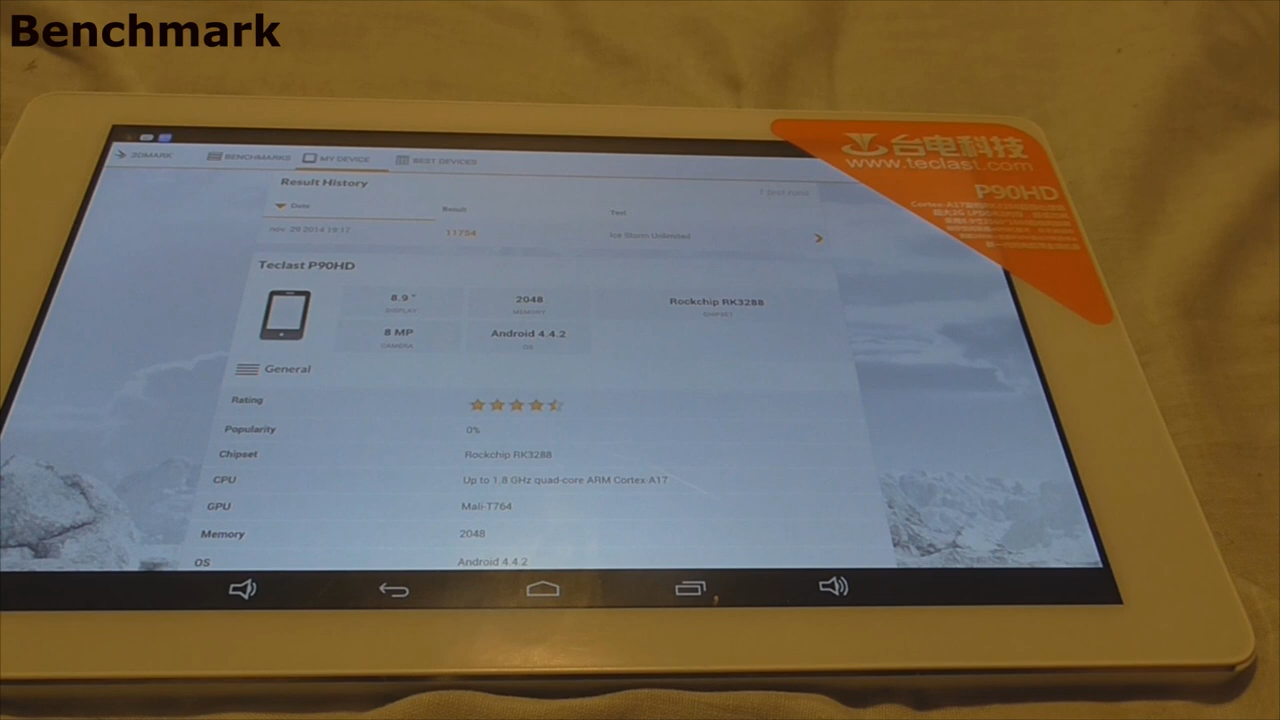 Benchmark
3DMARK
BENCHMARKS
MY DEVICE
BEST DEVICES
Result History
Date
Result
Test
nov. 29 2014 19:17
11754
Ice Storm Unlimited
Teclast P90HD
8.9 "
DISPLAY
2048
MEMORY
Rockchip RK3288
CHIPSET
8 MP
CAMERA
Android 4.4.2
OS
General
Rating
Popularity
0%
Chipset
Rockchip RK3288
CPU
Up to 1.8 GHz quad-core ARM Cortex-A17
GPU
Mali-T764
Memory
2048
OS
Android 4.4.2
台电科技
www.teclast.com
P90HD